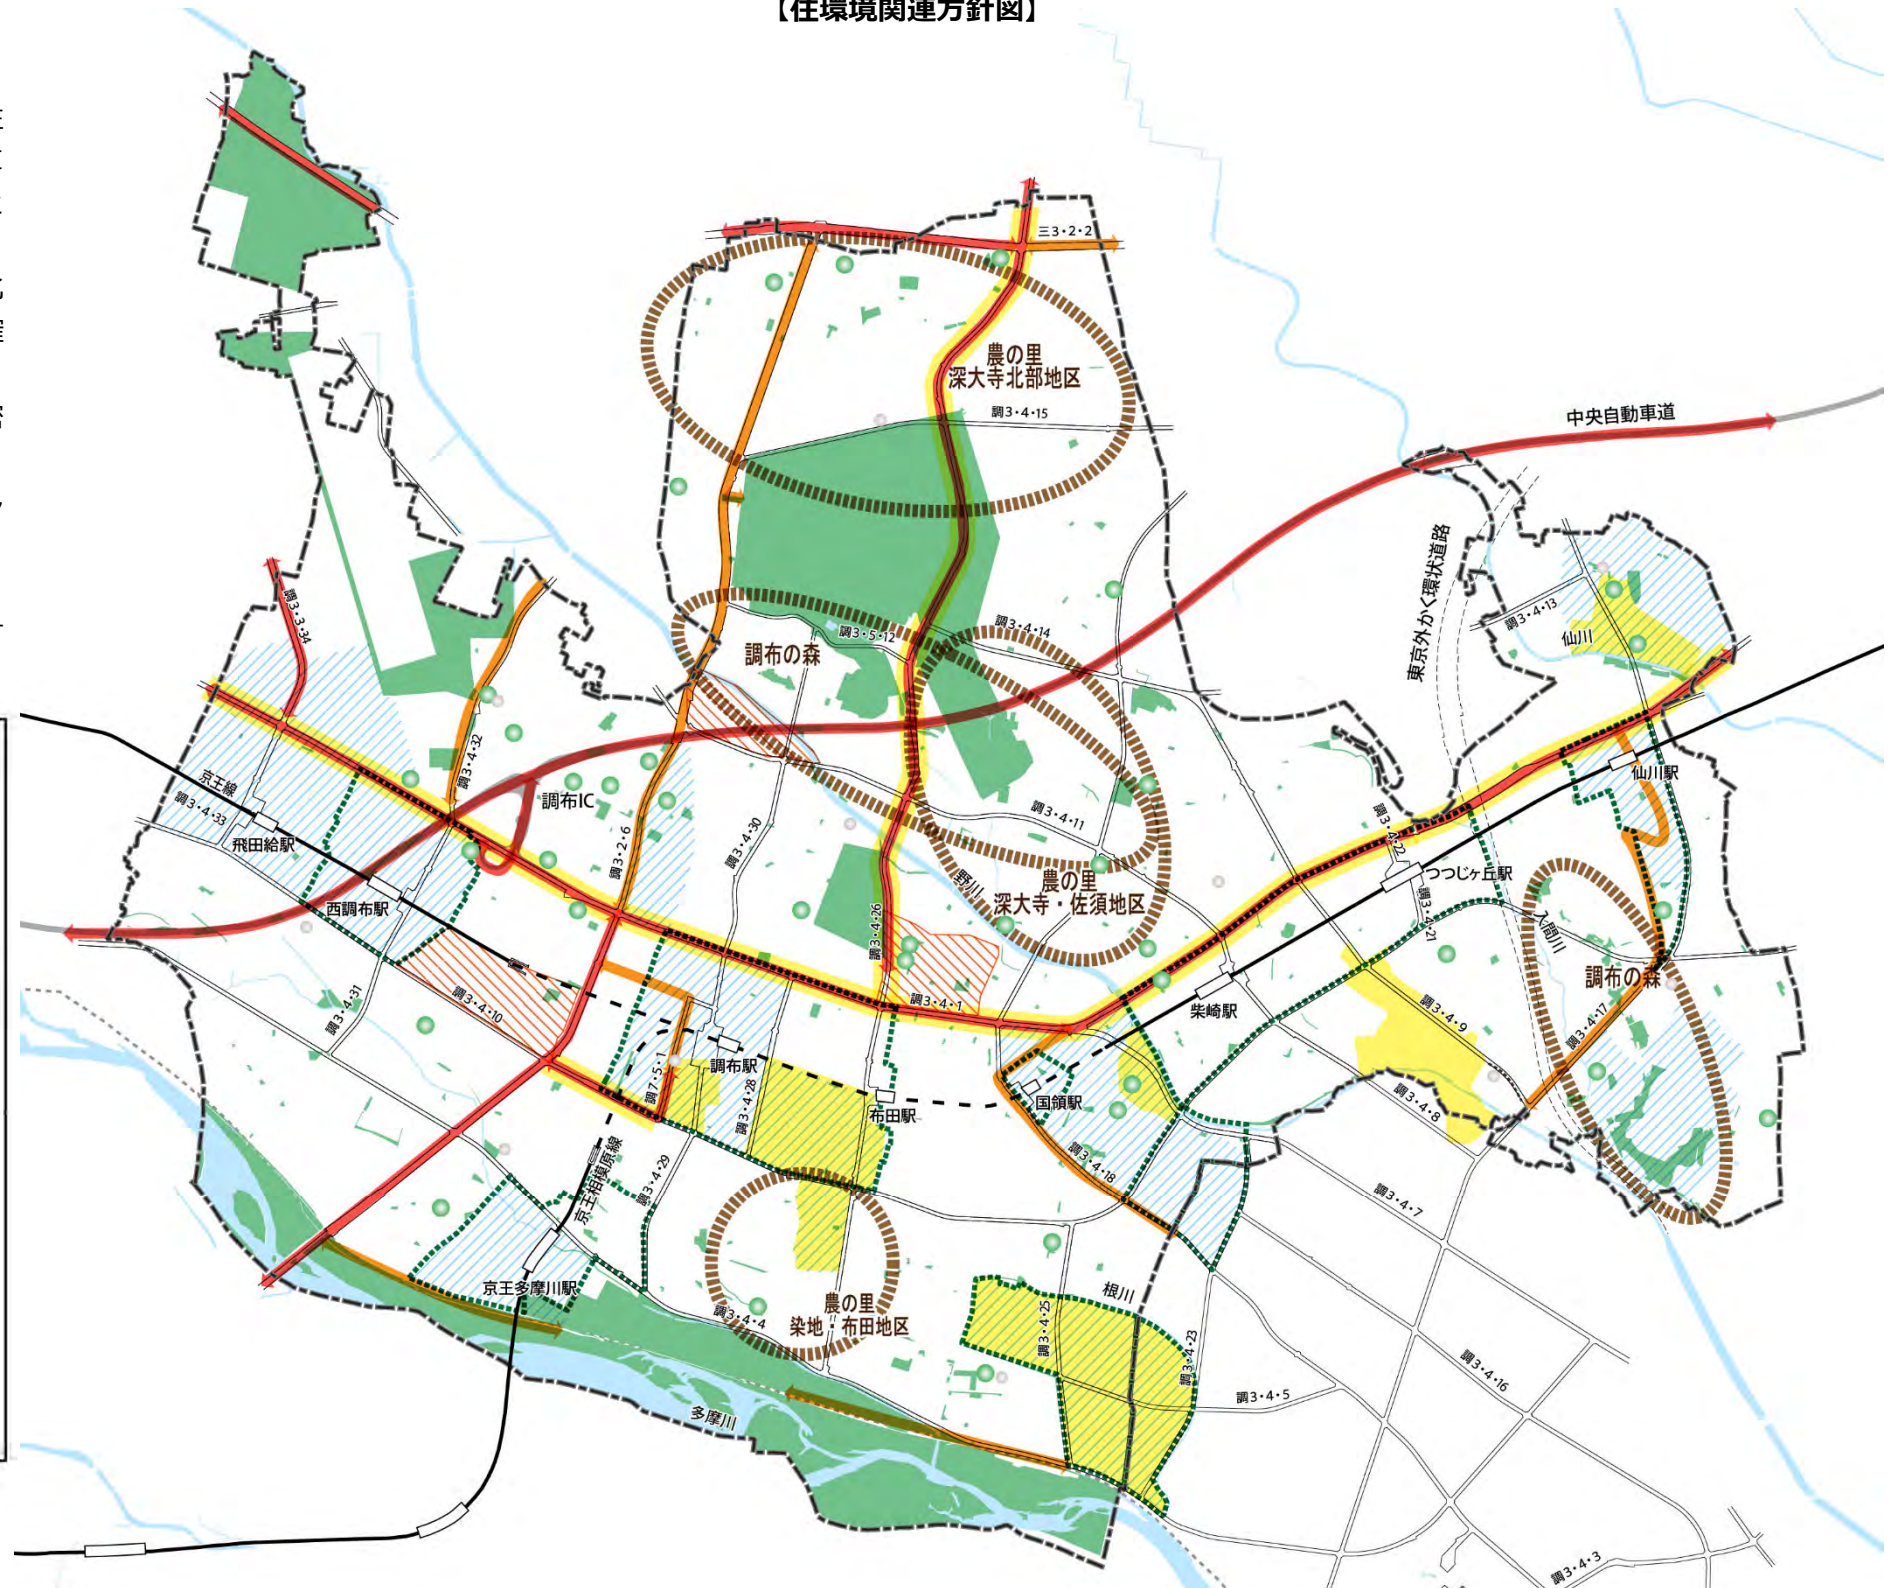 【住環境関連方針図】
三3・2・2
農の里
深大寺北部地区
調3・4・15
中央自動車道
東京外かく環状道路
調3・3・34
調3・4・13
仙川
調3・5・12
調3・4・14
調布の森
調3・4・32
京王線
調3・4・33
飛田給駅
調布IC
調3・2・6
調3・4・30
調3・4・11
調3・4・22
仙川駅
つつじヶ丘駅
西調布駅
野川
農の里
深大寺・佐須地区
調3・4・26
調3・4・21
入間川
調布の森
調3・4・31
調3・4・10
調3・4・1
柴崎駅
調3・4・9
調3・4・17
調布駅
調7・5・1
調3・4・28
布田駅
国領駅
調3・4・8
京王相模原線
調3・4・29
調3・4・18
調3・4・7
京王多摩川駅
農の里
染地・布田地区
調3・4・4
根川
調3・4・25
調3・4・23
調3・4・16
調3・4・5
多摩川
調3・4・3